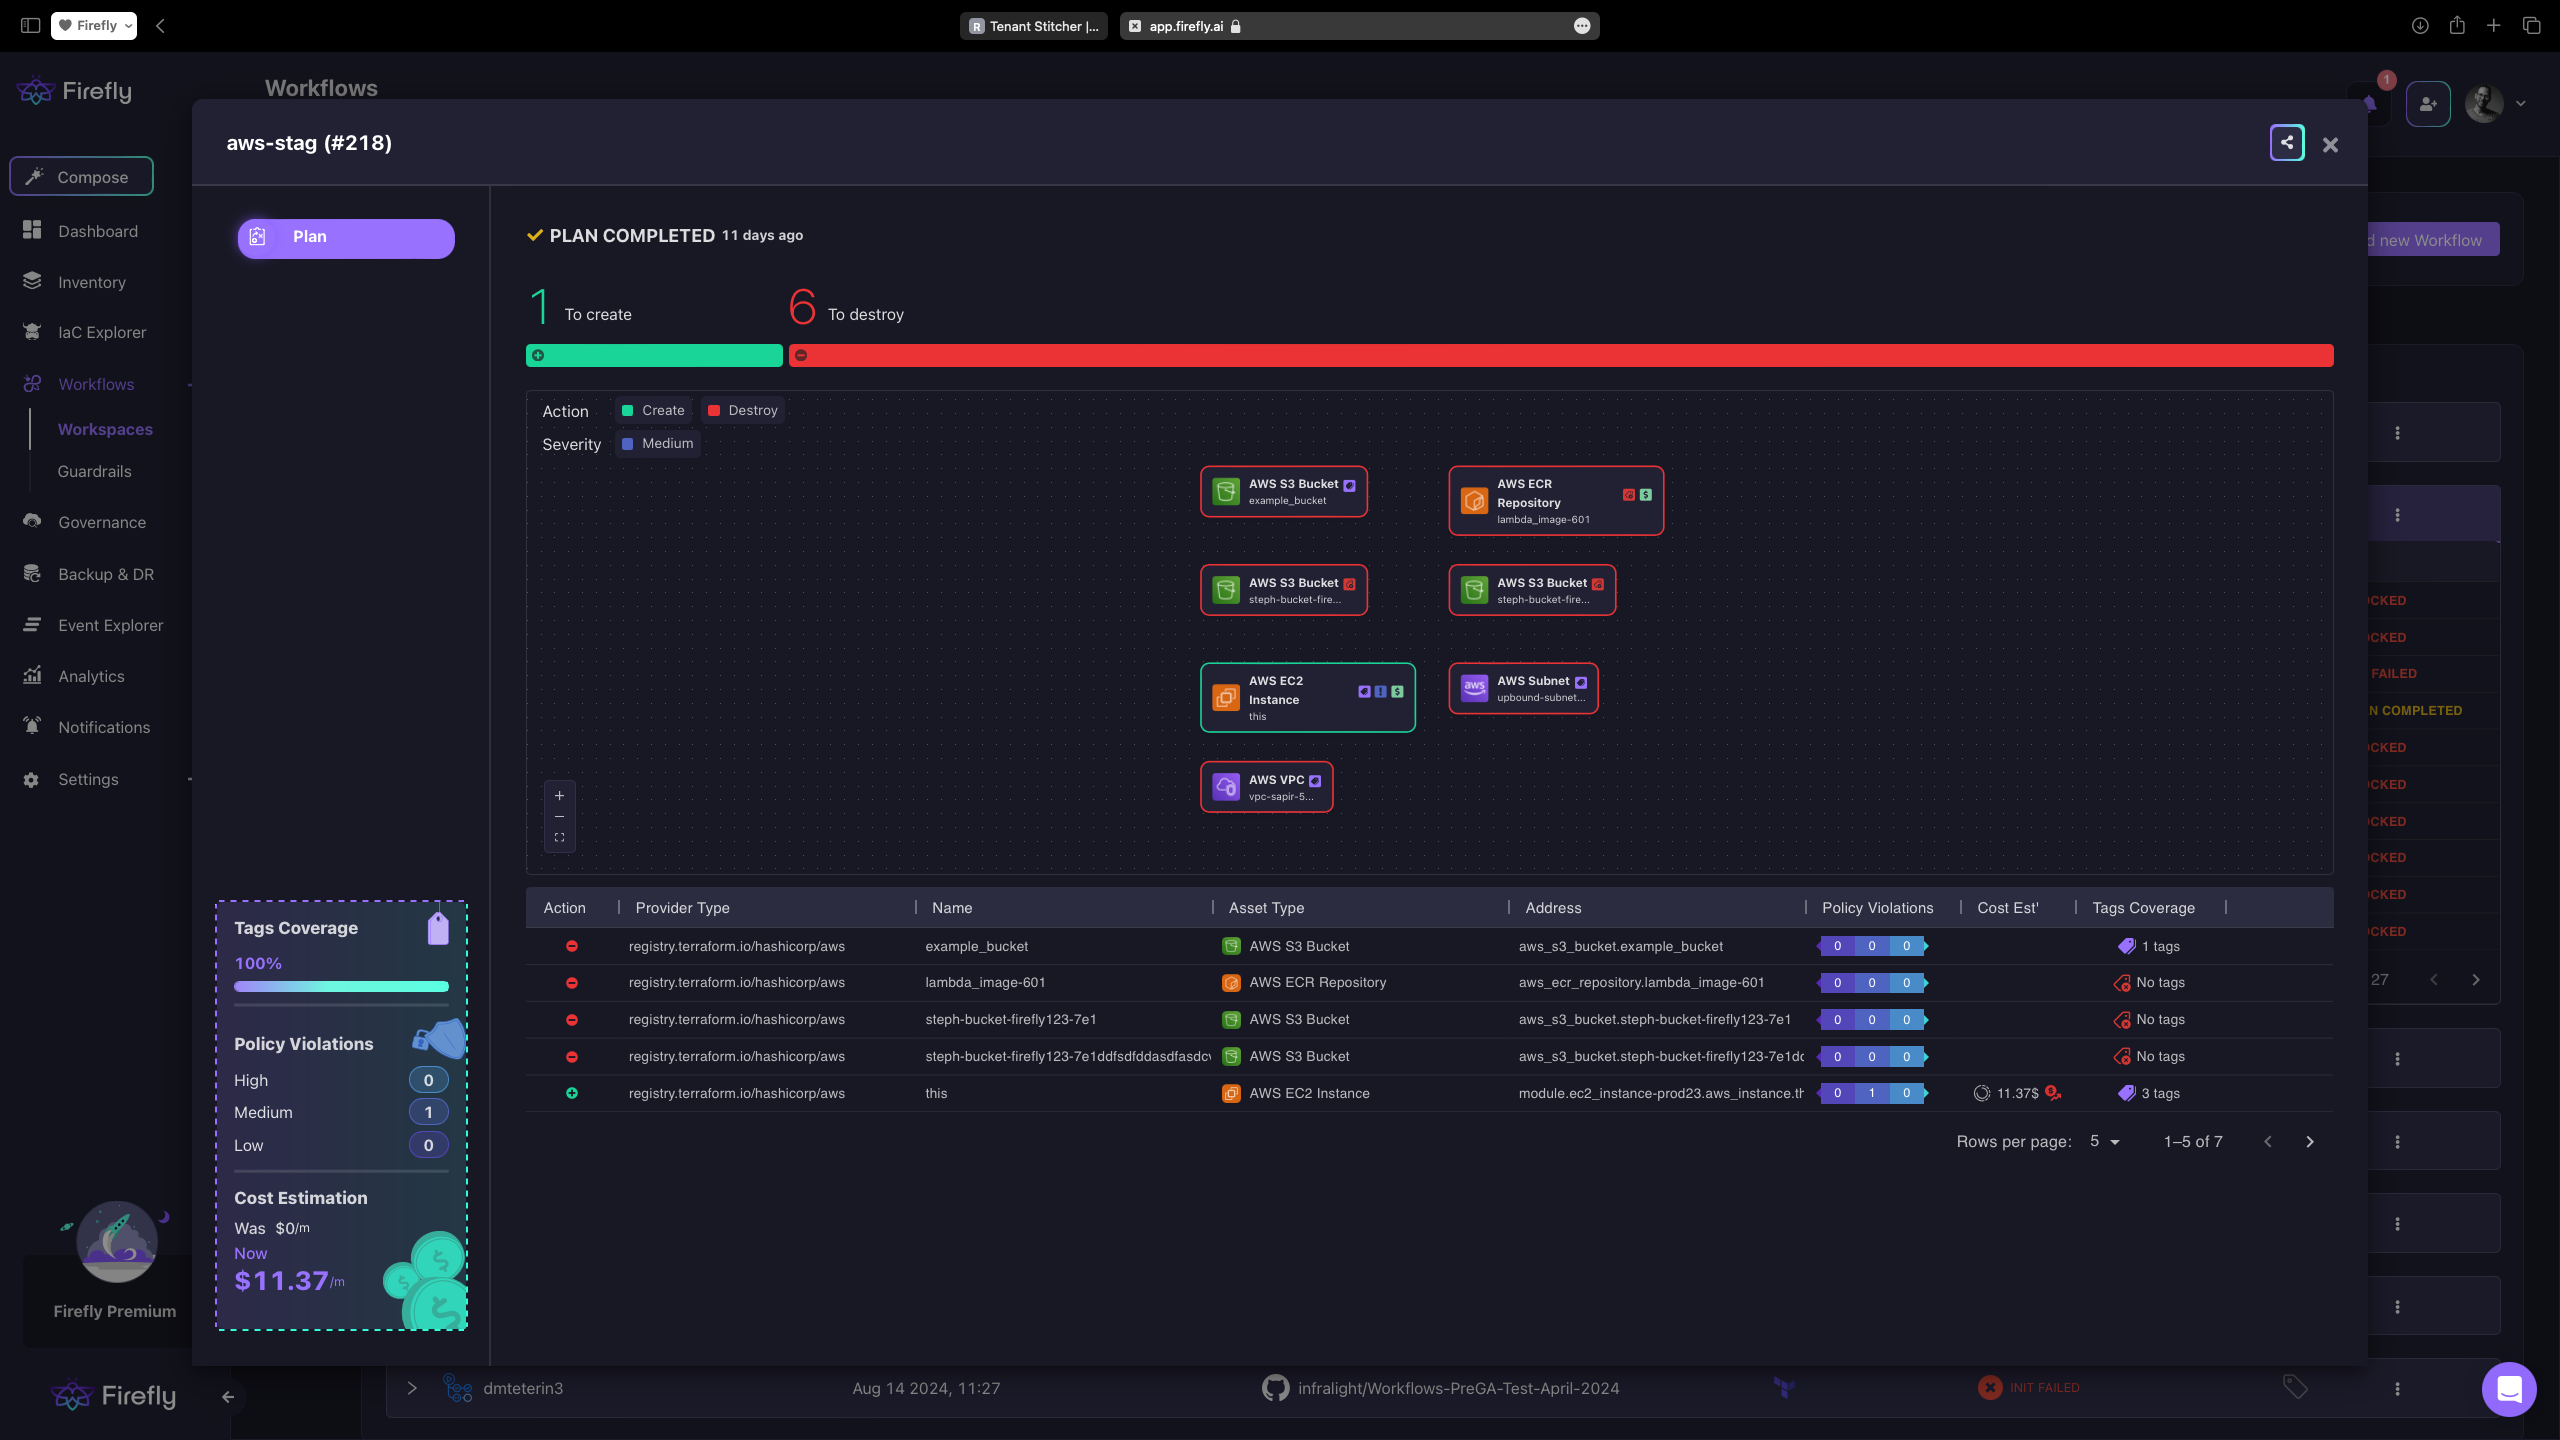 Firefly
Tenant Stitcher |...
app.firefly.ai
Firefly
Workflows
1
aws-stag (#218)
Compose
Dashboard
Inventory
IaC Explorer
Workflows
Workspaces
Guardrails
Governance
Backup & DR
Event Explorer
Analytics
Notifications
Settings
Plan
PLAN COMPLETED 11 days ago
d new Workflow
1 To create
6 To destroy
Action Create Destroy
Severity Medium
AWS S3 Bucket
example_bucket
AWS ECR
Repository
lambda_image-601
$
AWS S3 Bucket
steph-bucket-fire...
AWS S3 Bucket
steph-bucket-fire...
AWS EC2
Instance
this
$
AWS Subnet
aws
upbound-subnet...
AWS VPC
vpc-sapir-5...
OCKED
OCKED
FAILED
N COMPLETED
OCKED
OCKED
OCKED
OCKED
OCKED
OCKED
27
Action Provider Type Name Asset Type Address Policy Violations Cost Est' Tags Coverage
registry.terraform.io/hashicorp/aws example_bucket AWS S3 Bucket aws_s3_bucket.example_bucket 0 0 0 1 tags
registry.terraform.io/hashicorp/aws lambda_image-601 AWS ECR Repository aws_ecr_repository.lambda_image-601 0 0 0 No tags
registry.terraform.io/hashicorp/aws steph-bucket-firefly123-7e1 AWS S3 Bucket aws_s3_bucket.steph-bucket-firefly123-7e1 0 0 0 No tags
registry.terraform.io/hashicorp/aws steph-bucket-firefly123-7e1ddfsdfddasdfasdcv AWS S3 Bucket aws_s3_bucket.steph-bucket-firefly123-7e1dc 0 0 0 No tags
registry.terraform.io/hashicorp/aws this AWS EC2 Instance module.ec2_instance-prod23.aws_instance.th 0 1 0 11.37$ 3 tags
Rows per page: 5 1–5 of 7
Tags Coverage
100%
Policy Violations
High 0
Medium 1
Low 0
Cost Estimation
Was $0/m
Now
$11.37/m
Firefly Premium
Firefly
dmteterin3 Aug 14 2024, 11:27 infralight/Workflows-PreGA-Test-April-2024 INIT FAILED